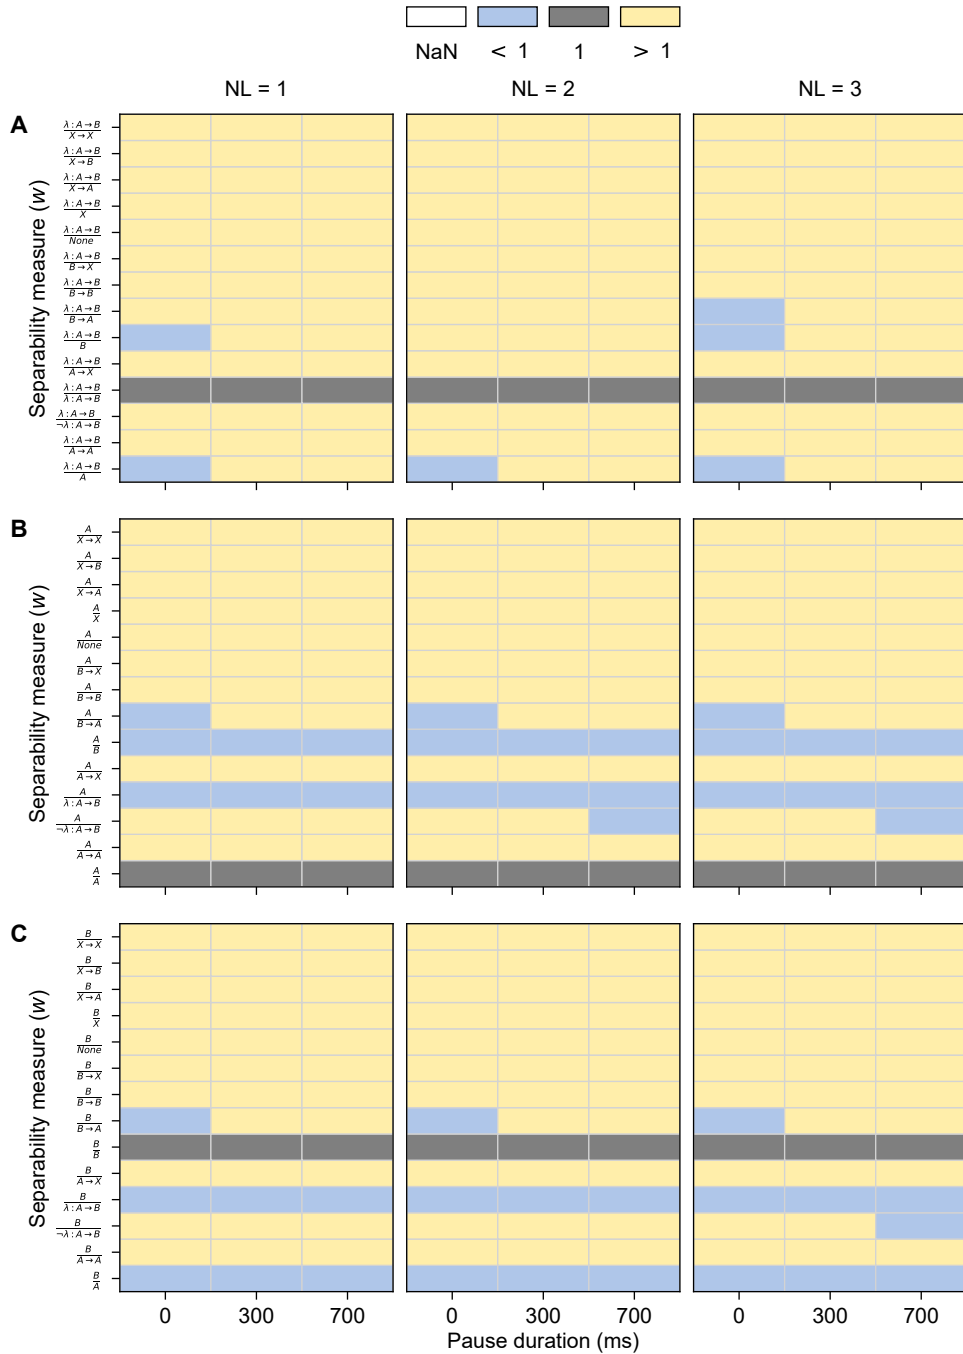 NaN < 1 1 > 1
NL = 1 NL = 2 NL = 3
A
Separability measure (w)
λ : A → B / X → X
λ : A → B / X → B
λ : A → B / X → A
λ : A → B / X
λ : A → B / None
λ : A → B / B → X
λ : A → B / B → B
λ : A → B / B → A
λ : A → B / B
λ : A → B / A → X
λ : A → B / λ : A → B
λ : A → B / ¬λ : A → B
λ : A → B / A → A
λ : A → B / A
B
Separability measure (w)
A / X → X
A / X → B
A / X → A
A / X
A / None
A / B → X
A / B → B
A / B → A
A / B
A / A → X
A / λ : A → B
A / ¬λ : A → B
A / A → A
A / A
C
Separability measure (w)
B / X → X
B / X → B
B / X → A
B / X
B / None
B / B → X
B / B → B
B / B → A
B / B
B / A → X
B / λ : A → B
B / ¬λ : A → B
B / A → A
B / A
0 300 700 0 300 700 0 300 700
Pause duration (ms)